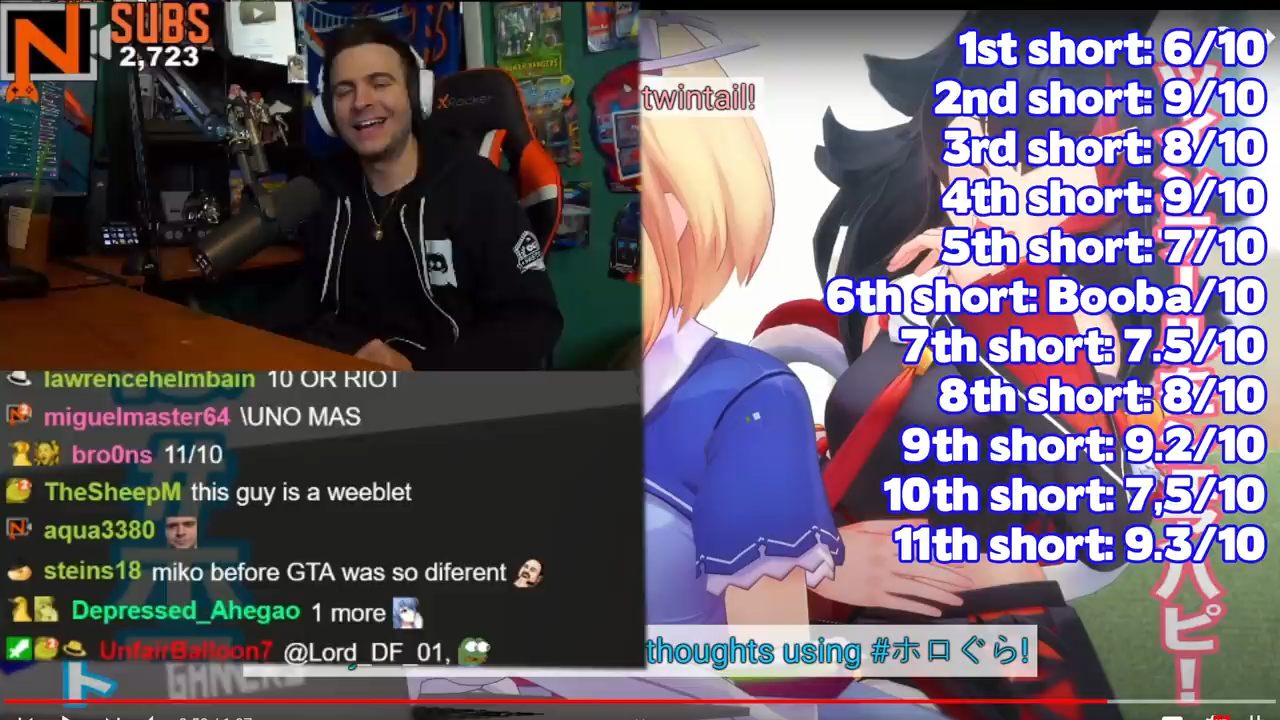 SUBS
2,723
N
XRocker
twintail!
1st short: 6/10
2nd short: 9/10
3rd short: 8/10
4th short: 9/10
5th short: 7/10
6th short: Booba/10
7th short: 7.5/10
8th short: 8/10
9th short: 9.2/10
10th short: 7,5/10
11th short: 9.3/10
lawrencehelmbain 10 OR RIOT
miguelmaster64 \UNO MAS
bro0ns 11/10
TheSheepM this guy is a weeblet
aqua3380
steins18 miko before GTA was so diferent
Depressed_Ahegao 1 more
UnfairBalloon7 @Lord_DF_01,
thoughts using #ホロぐら!
ト
GAMERS